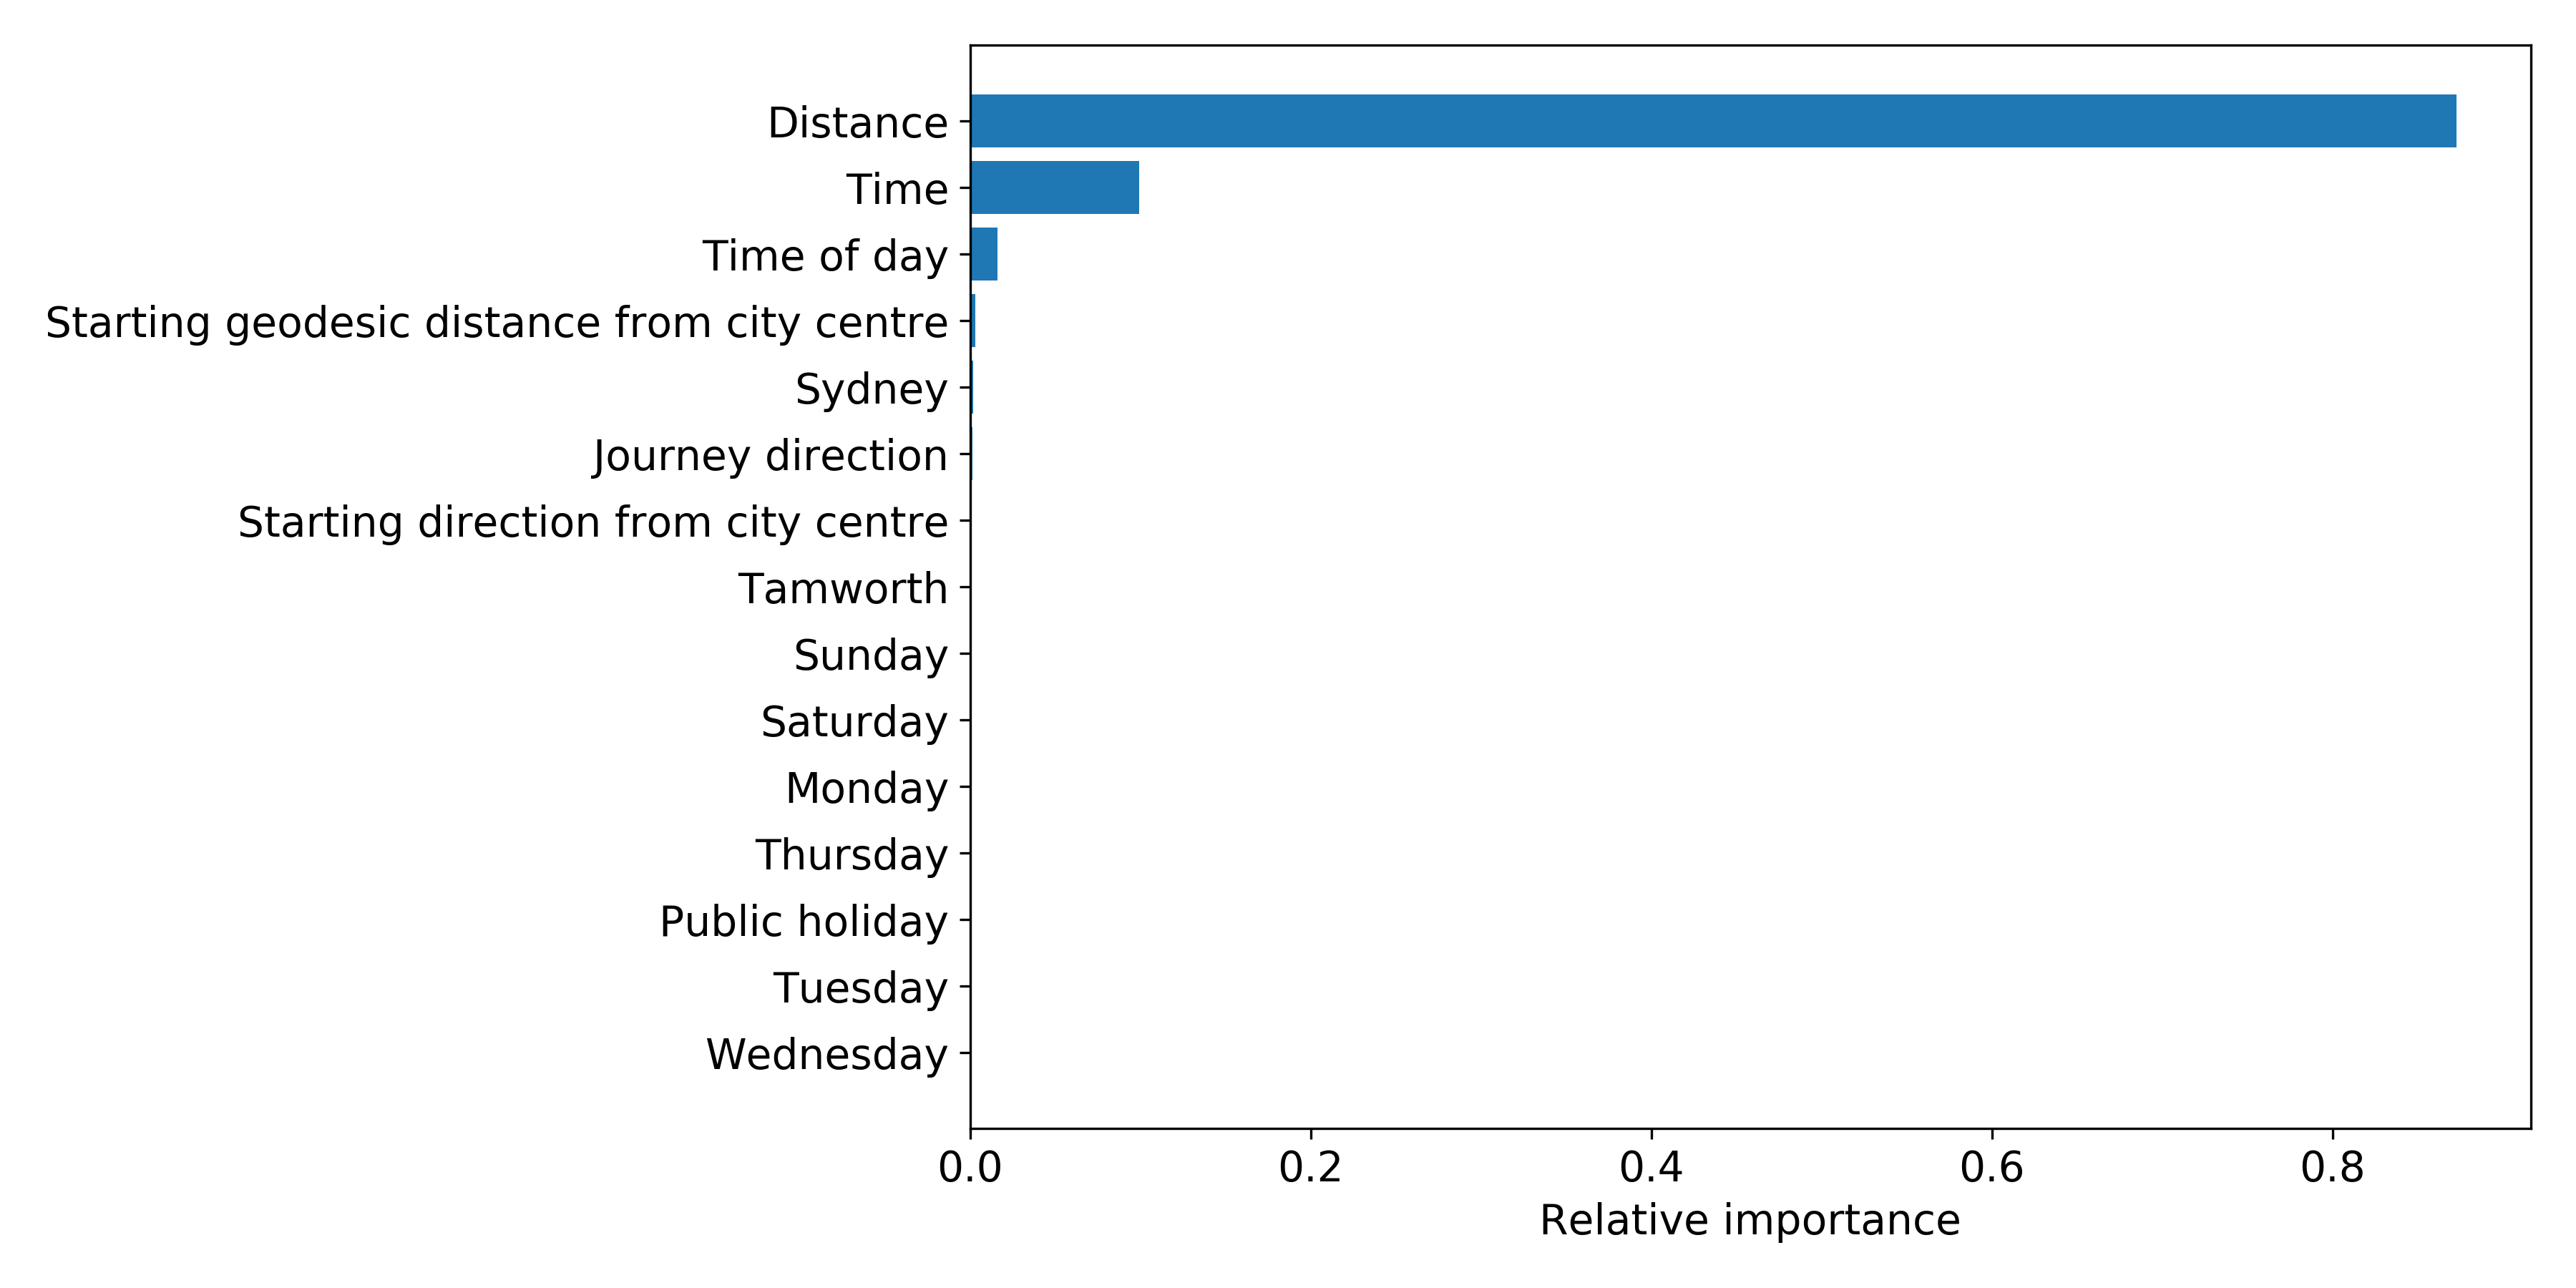 Distance
Time
Time of day
Starting geodesic distance from city centre
Sydney
Journey direction
Starting direction from city centre
Tamworth
Sunday
Saturday
Monday
Thursday
Public holiday
Tuesday
Wednesday
0.0 0.2 0.4 0.6 0.8
Relative importance